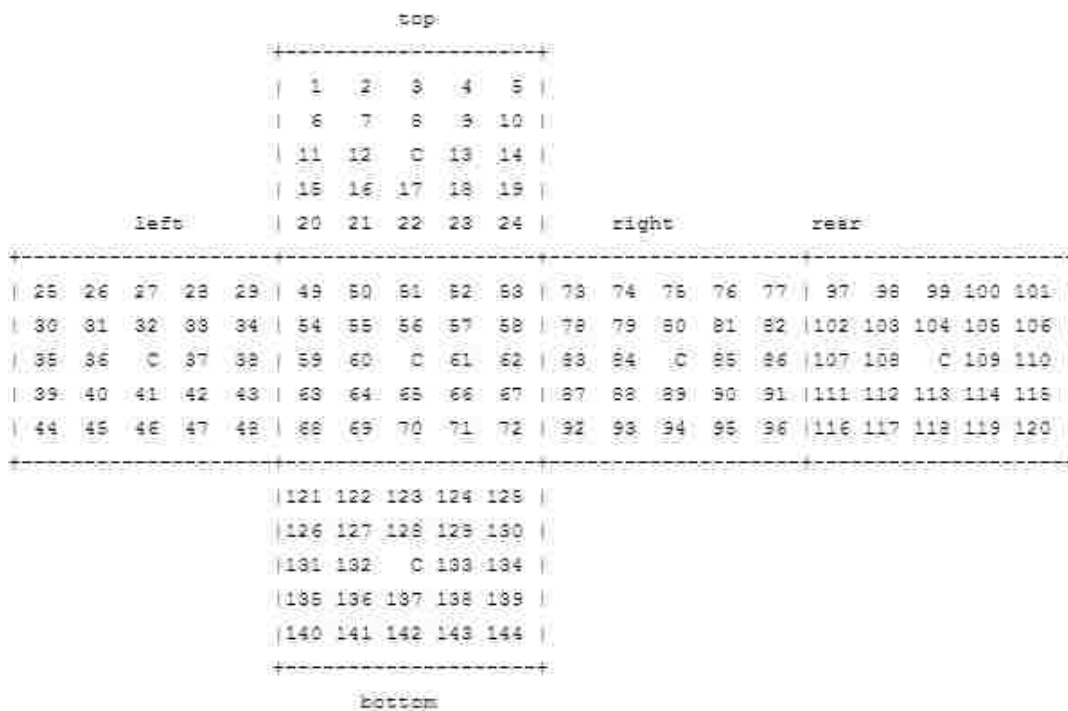 top
+---------------------+
| 1 2 3 4 5 |
| 6 7 8 9 10 |
| 11 12 C 13 14 |
| 15 16 17 18 19 |
left | 20 21 22 23 24 | right rear
+---------------------+---------------------+---------------------+---------------------+
| 25 26 27 28 29 | 49 50 51 52 53 | 73 74 75 76 77 | 97 98 99 100 101
| 30 31 32 33 34 | 54 55 56 57 58 | 78 79 80 81 82 |102 103 104 105 106
| 35 36 C 37 38 | 59 60 C 61 62 | 83 84 C 85 86 |107 108 C 109 110
| 39 40 41 42 43 | 63 64 65 66 67 | 87 88 89 90 91 |111 112 113 114 115
| 44 45 46 47 48 | 68 69 70 71 72 | 92 93 94 95 96 |116 117 118 119 120
+---------------------+---------------------+---------------------+---------------------+
|121 122 123 124 125 |
|126 127 128 129 130 |
|131 132 C 133 134 |
|135 136 137 138 139 |
|140 141 142 143 144 |
+---------------------+
bottom